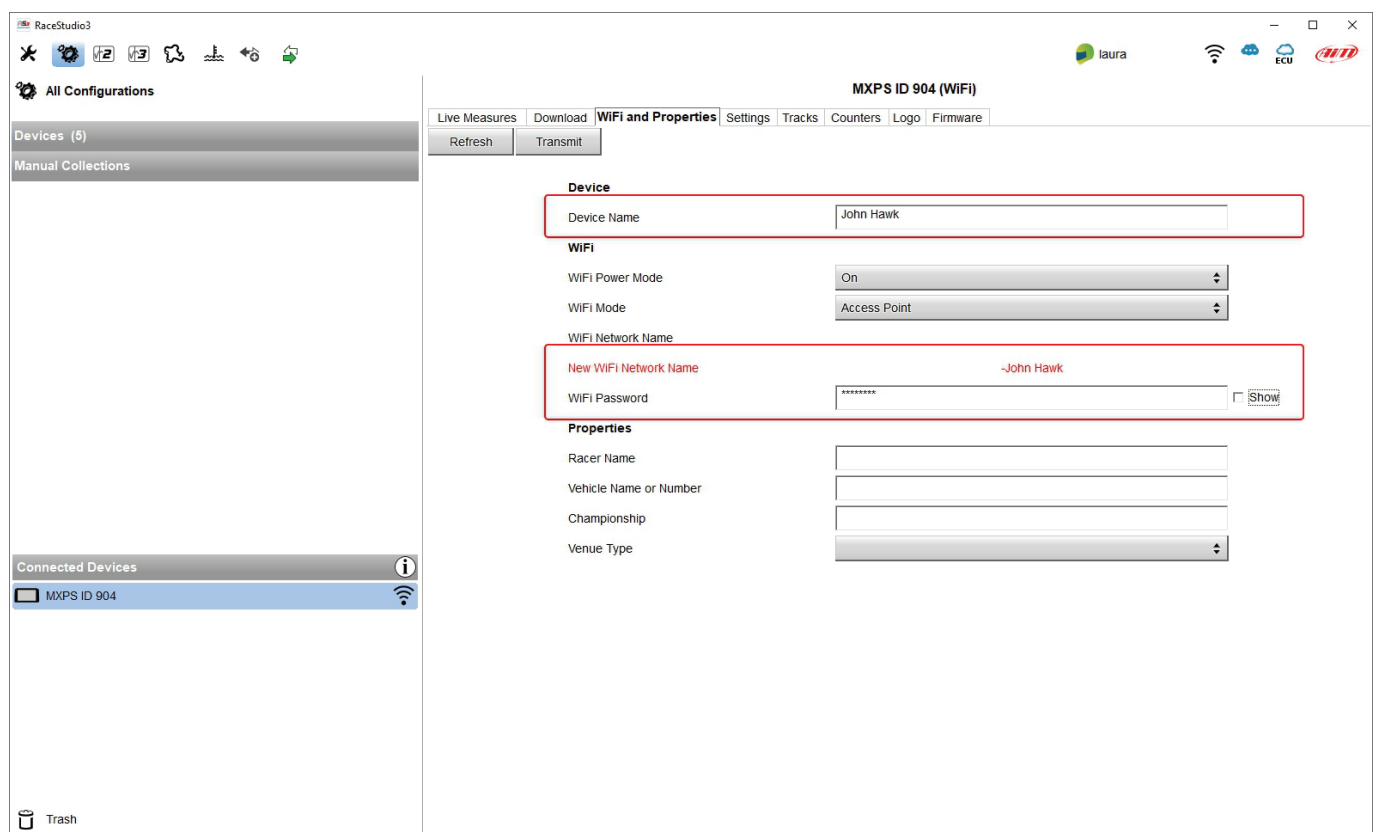 RaceStudio3
laura
ECU
AiM
All Configurations
MXPS ID 904 (WiFi)
Live Measures Download WiFi and Properties Settings Tracks Counters Logo Firmware
Devices (5)
Refresh Transmit
Manual Collections
Device
Device Name John Hawk
WiFi
WiFi Power Mode On
WiFi Mode Access Point
WiFi Network Name
New WiFi Network Name -John Hawk
WiFi Password ******** Show
Properties
Racer Name
Vehicle Name or Number
Championship
Venue Type
Connected Devices
MXPS ID 904
Trash